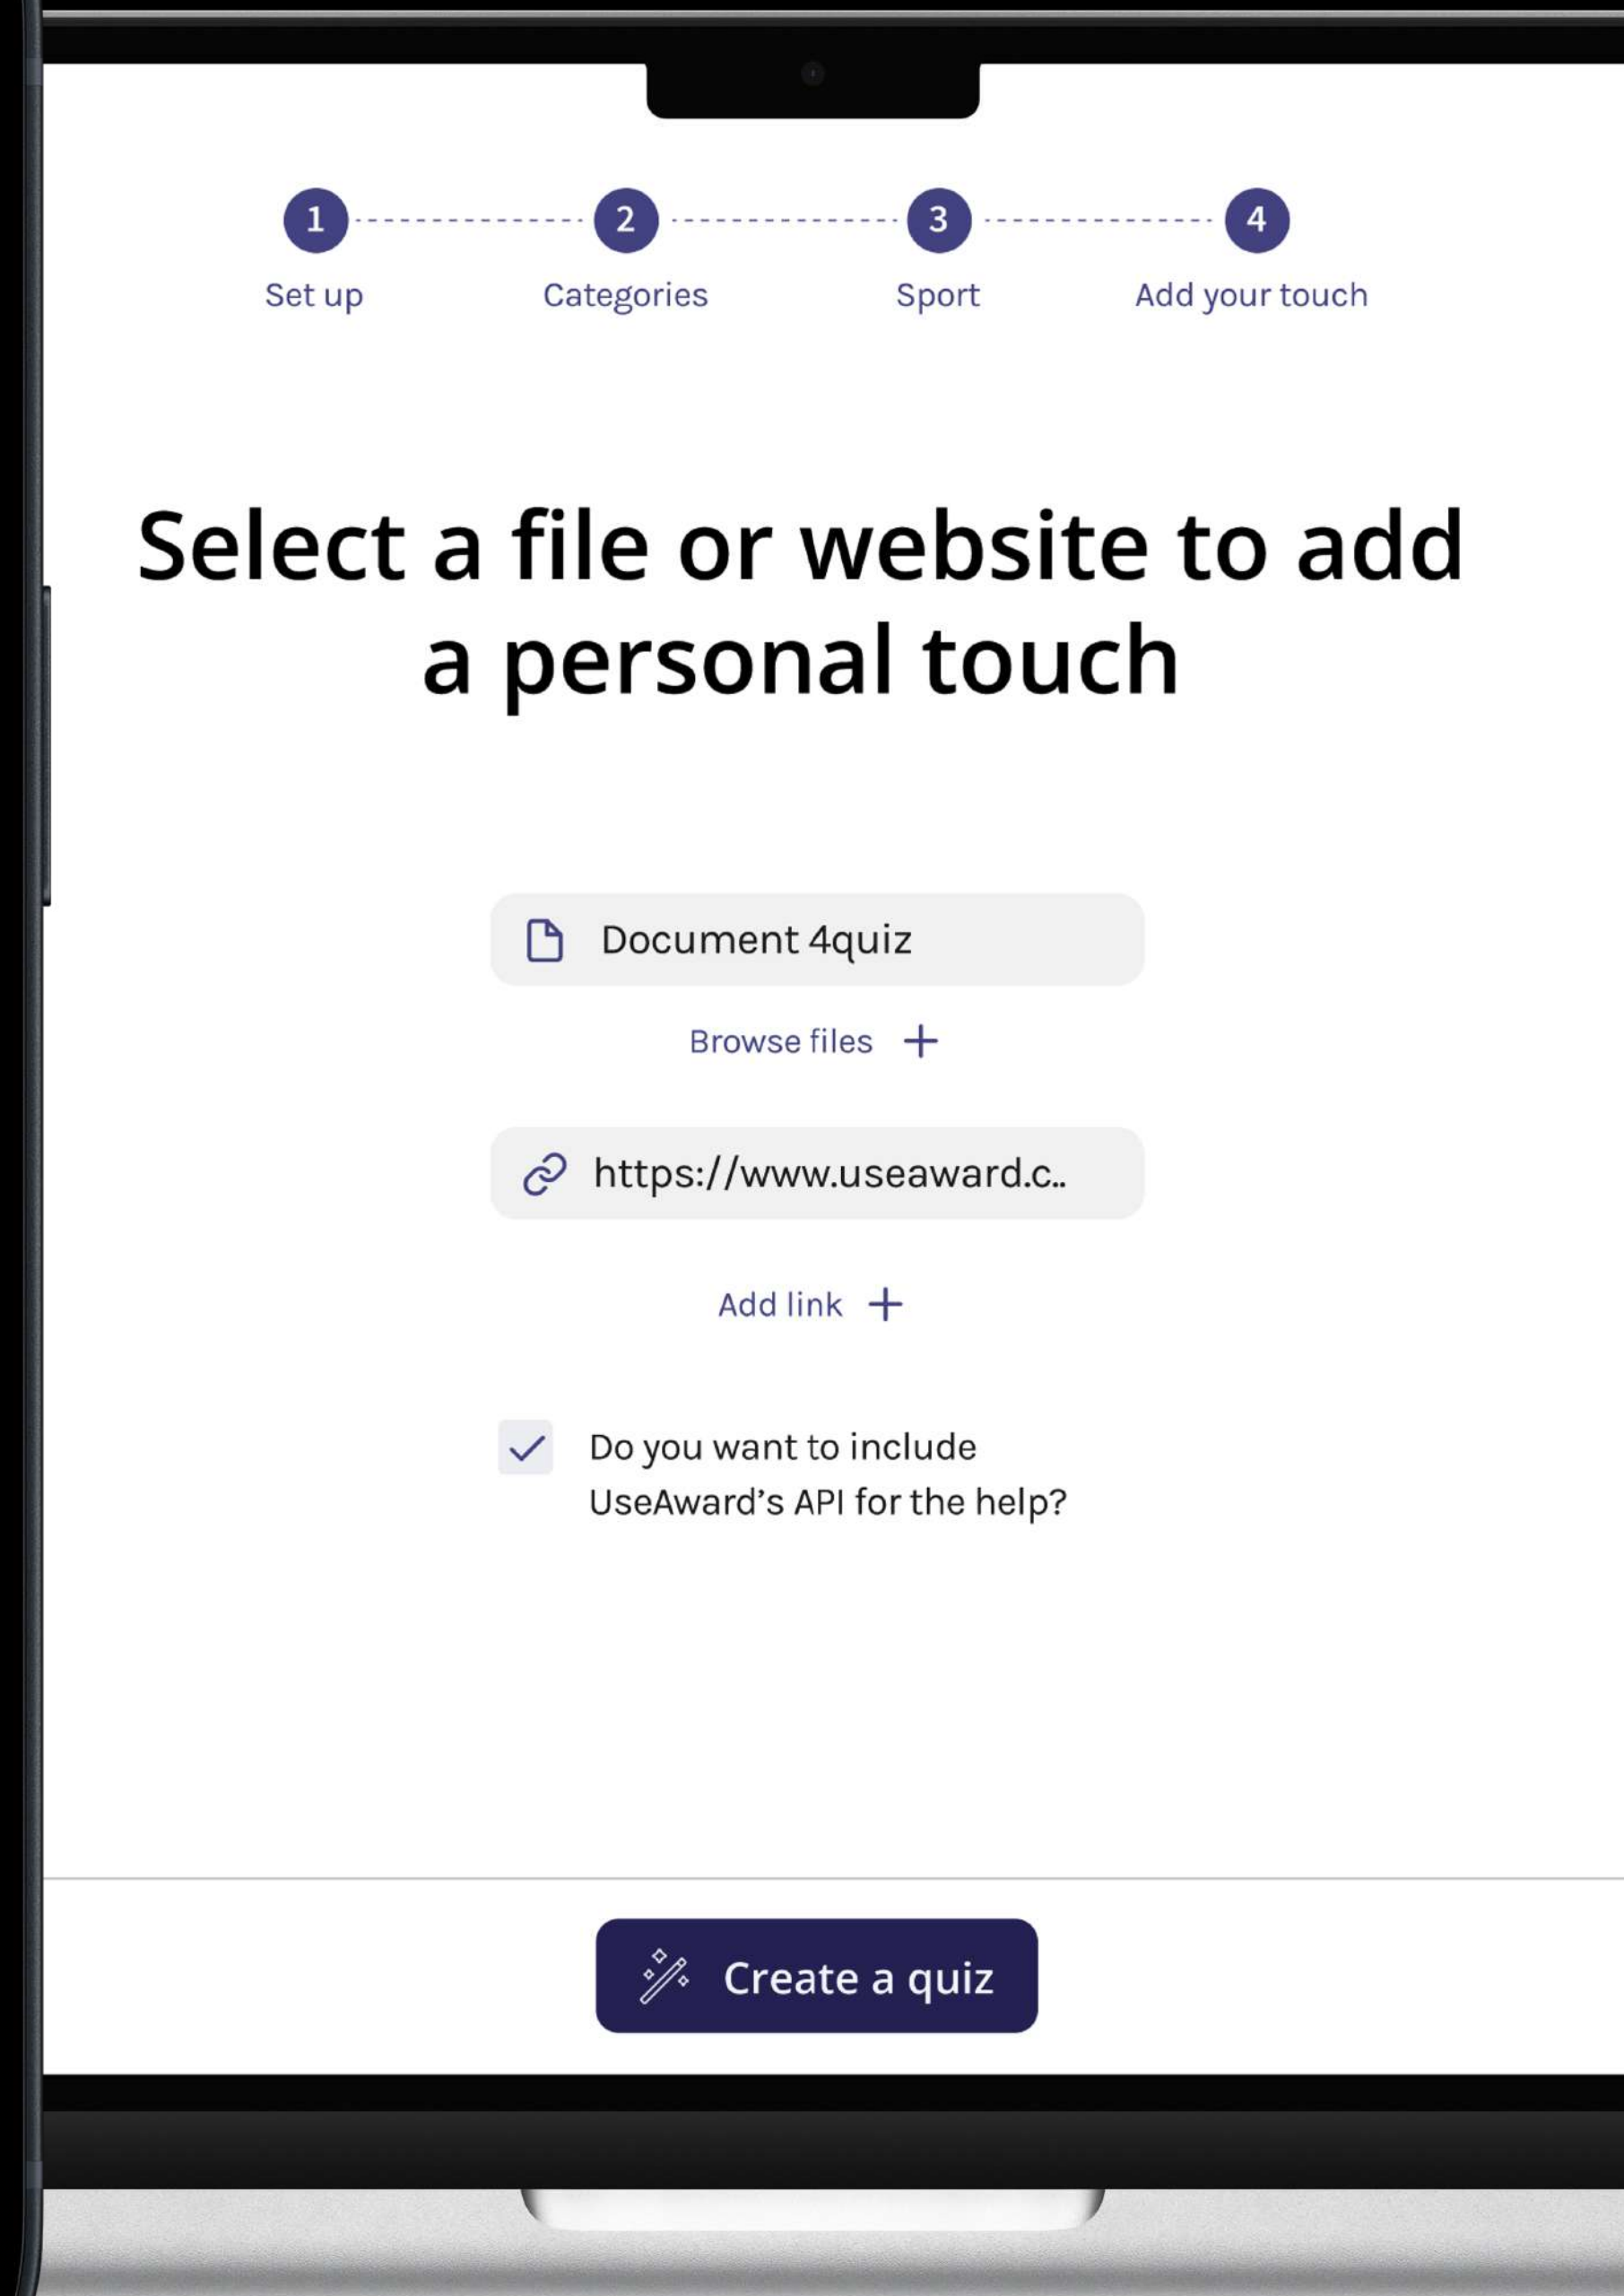 1 2 3 4
Set up Categories Sport Add your touch
Select a file or website to add
a personal touch
Document 4quiz
Browse files +
https://www.useaward.c..
Add link +
Do you want to include
UseAward’s API for the help?
Create a quiz